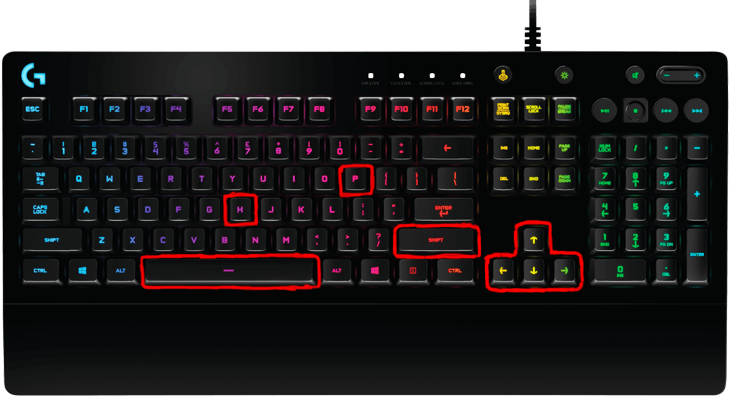 ESC F1 F2 F3 F4 F5 F6 F7 F8 F9 F10 F11 F12 PRINT SCRN SYSRQ SCROLL LOCK PAUSE BREAK
~ ` ! 1 @ 2 # 3 $ 4 % 5 ^ 6 & 7 * 8 ( 9 ) 0 - + = ← INS HOME PAGE UP NUM LOCK / * -
TAB Q W E R T Y U I O P { [ } ] | \ DEL END PAGE DOWN 7 HOME 8 ↑ 9 PG UP +
CAPS LOCK A S D F G H J K L : ; " ' ENTER 4 ← 5 6 →
SHIFT Z X C V B N M < , > . ? / SHIFT ↑ 1 END 2 ↓ 3 PG DN ENTER
CTRL ALT ALT CTRL ← ↓ → 0 INS . DEL